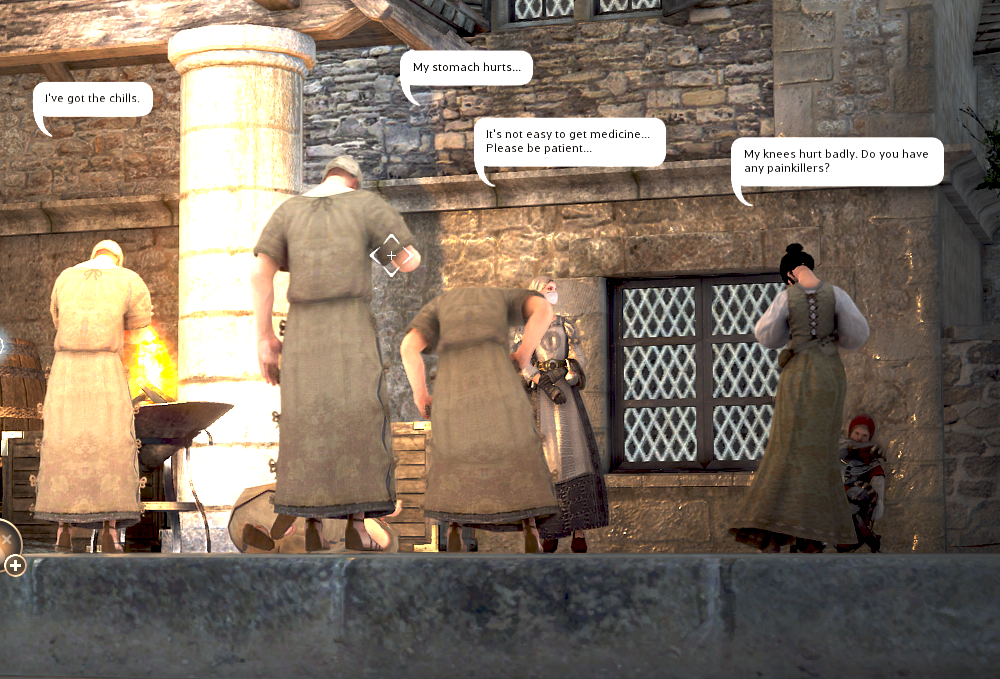 My stomach hurts...
I've got the chills.
It's not easy to get medicine...
Please be patient...
My knees hurt badly. Do you have
any painkillers?